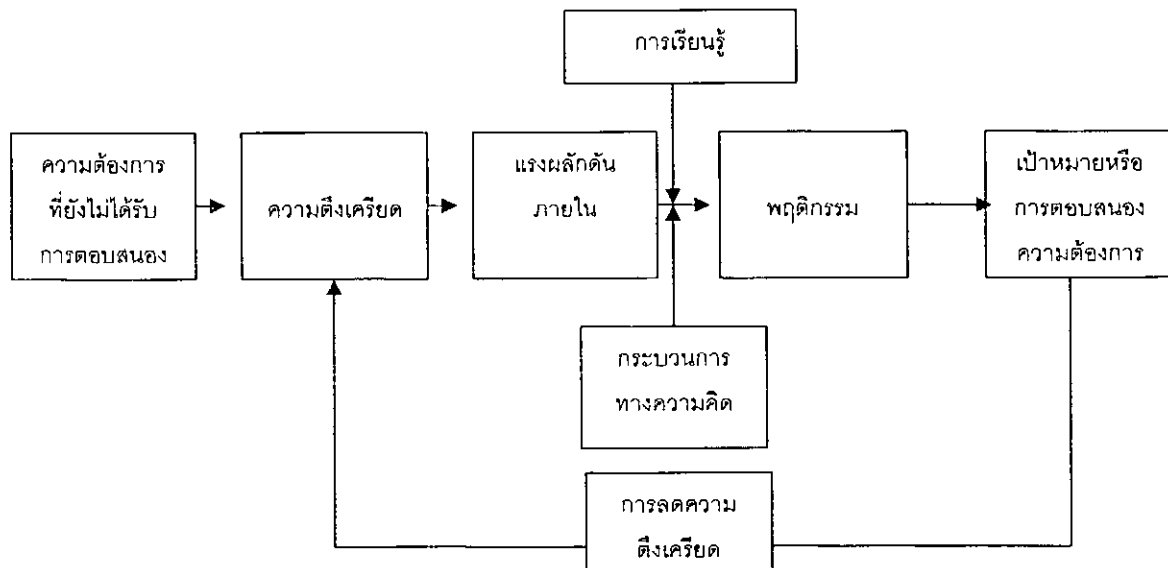 การเรียนรู้
ความต้องการ
ที่ยังไม่ได้รับ
การตอบสนอง
ความตึงเครียด
แรงผลักดัน
ภายใน
พฤติกรรม
เป้าหมายหรือ
การตอบสนอง
ความต้องการ
กระบวนการ
ทางความคิด
การลดความ
ตึงเครียด